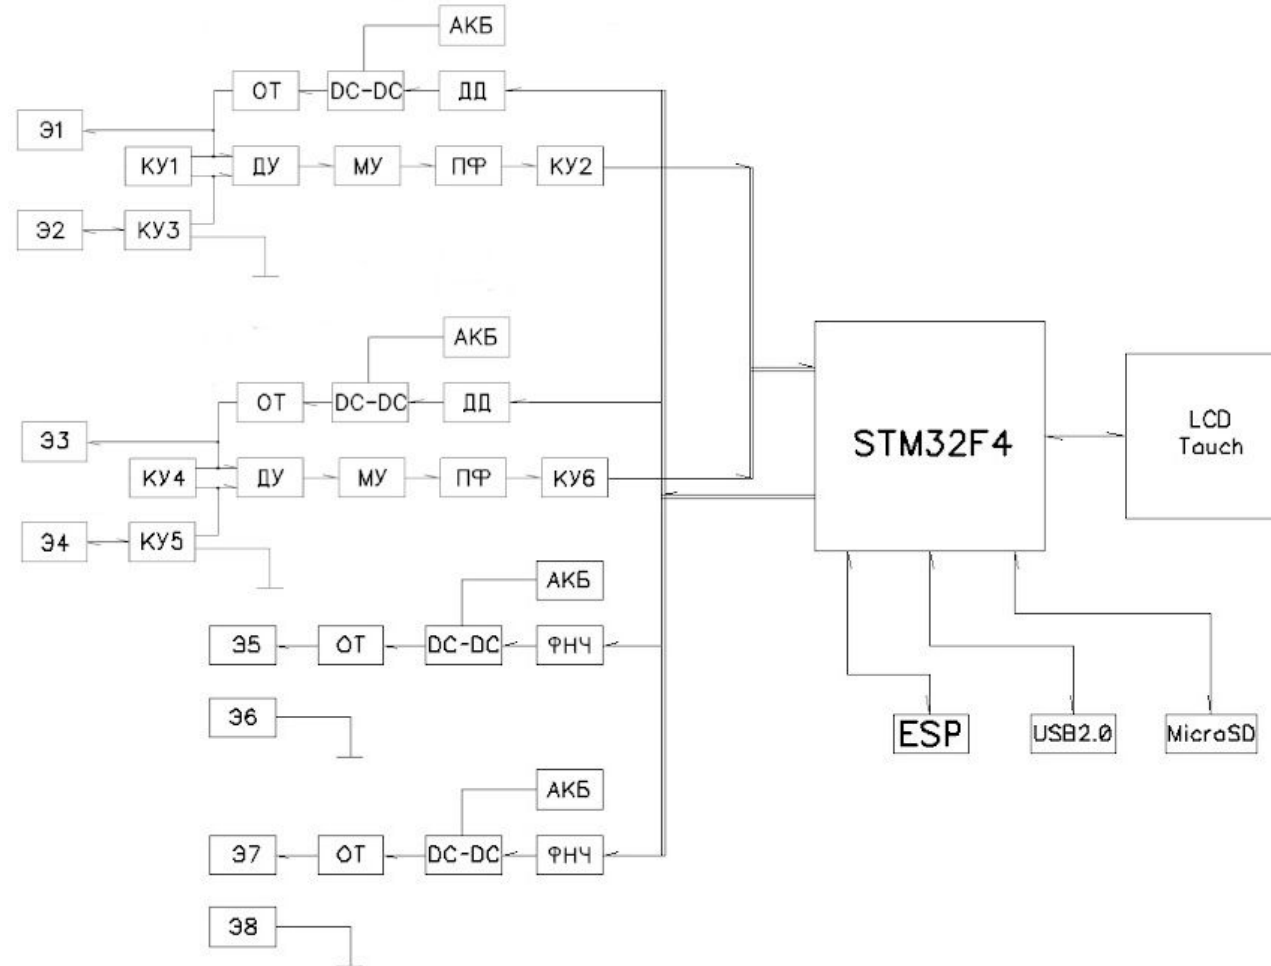 АКБ
ОТ
DC-DC
ДД
Э1
КУ1
ДУ
МУ
ПФ
КУ2
Э2
КУ3
АКБ
ОТ
DC-DC
ДД
Э3
КУ4
ДУ
МУ
ПФ
КУ6
Э4
КУ5
STM32F4
LCD
Touch
АКБ
Э5
ОТ
DC-DC
ФНЧ
Э6
ESP
USB2.0
MicroSD
АКБ
Э7
ОТ
DC-DC
ФНЧ
Э8